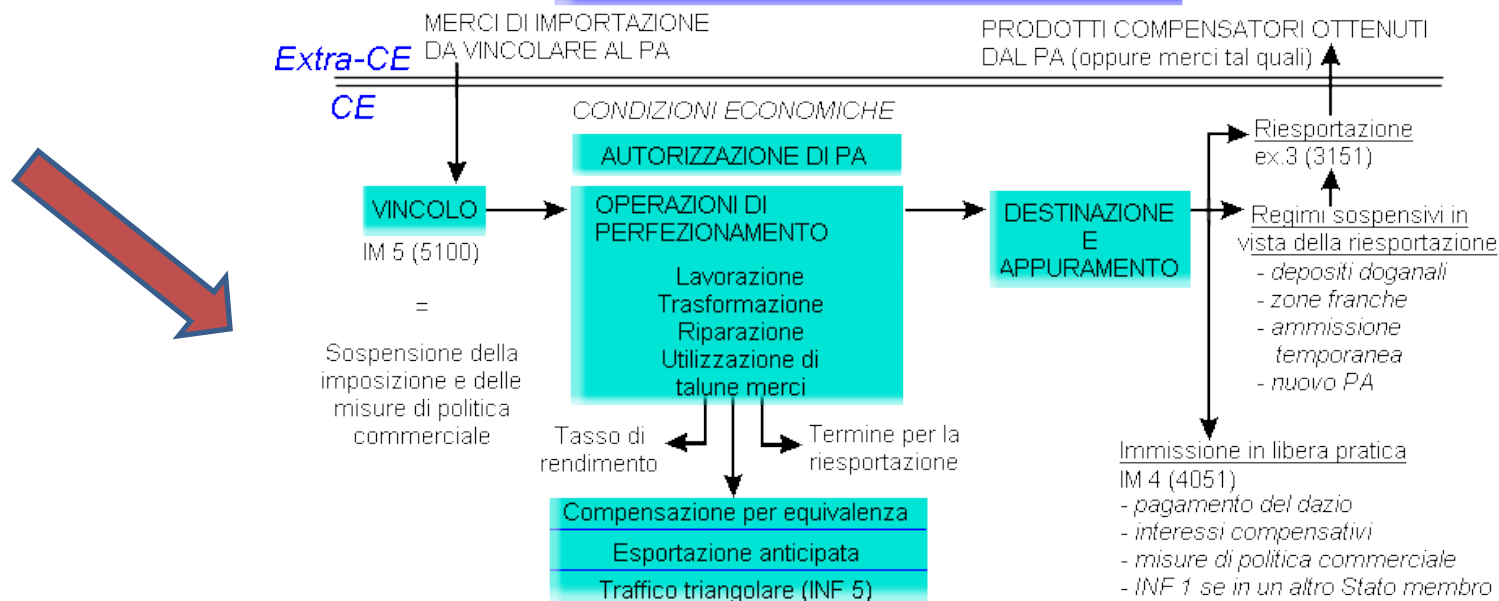 MERCI DI IMPORTAZIONE
DA VINCOLARE AL PA
PRODOTTI COMPENSATORI OTTENUTI
DAL PA (oppure merci tal quali)
Extra-CE
CE
CONDIZIONI ECONOMICHE
AUTORIZZAZIONE DI PA
VINCOLO
IM 5 (5100)
=
Sospensione della
imposizione e delle
misure di politica
commerciale
OPERAZIONI DI
PERFEZIONAMENTO
Lavorazione
Trasformazione
Riparazione
Utilizzazione di
talune merci
Tasso di
rendimento
Termine per la
riesportazione
Compensazione per equivalenza
Esportazione anticipata
Traffico triangolare (INF 5)
DESTINAZIONE
E
APPURAMENTO
Riesportazione
ex.3 (3151)
Regimi sospensivi in
vista della riesportazione
- depositi doganali
- zone franche
- ammissione
temporanea
- nuovo PA
Immissione in libera pratica
IM 4 (4051)
- pagamento del dazio
- interessi compensativi
- misure di politica commerciale
- INF 1 se in un altro Stato membro